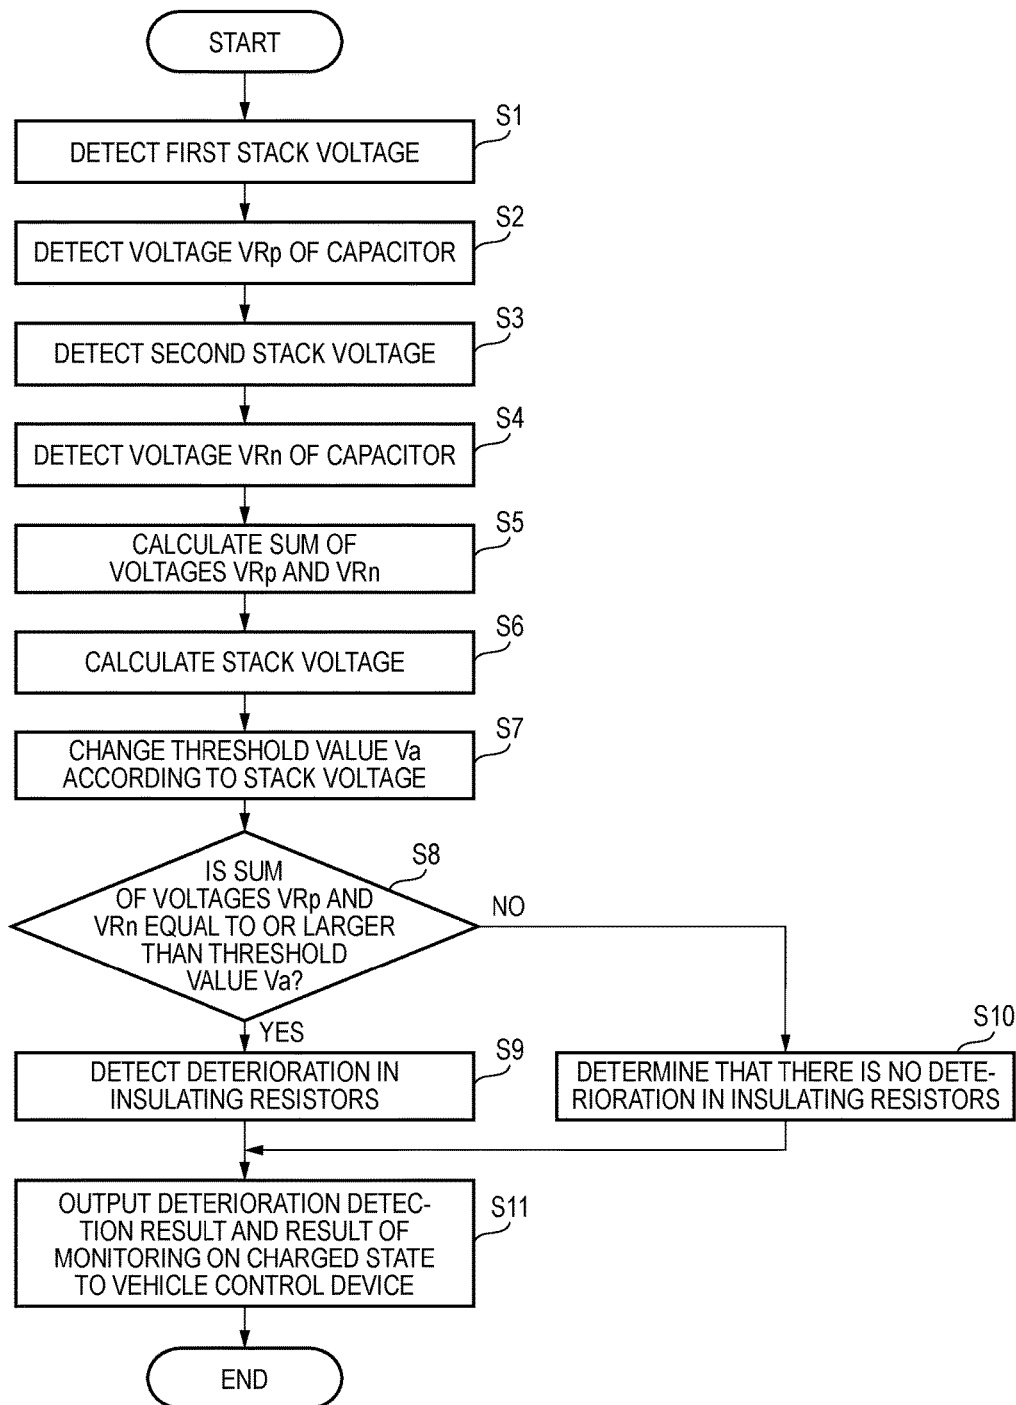 START
S1
DETECT FIRST STACK VOLTAGE
S2
DETECT VOLTAGE VRp OF CAPACITOR
S3
DETECT SECOND STACK VOLTAGE
S4
DETECT VOLTAGE VRn OF CAPACITOR
S5
CALCULATE SUM OF
VOLTAGES VRp AND VRn
S6
CALCULATE STACK VOLTAGE
S7
CHANGE THRESHOLD VALUE Va
ACCORDING TO STACK VOLTAGE
S8
IS SUM
OF VOLTAGES VRp AND
VRn EQUAL TO OR LARGER
THAN THRESHOLD
VALUE Va?
NO
YES
S9
DETECT DETERIORATION IN
INSULATING RESISTORS
S10
DETERMINE THAT THERE IS NO DETE-
RIORATION IN INSULATING RESISTORS
S11
OUTPUT DETERIORATION DETEC-
TION RESULT AND RESULT OF
MONITORING ON CHARGED STATE
TO VEHICLE CONTROL DEVICE
END